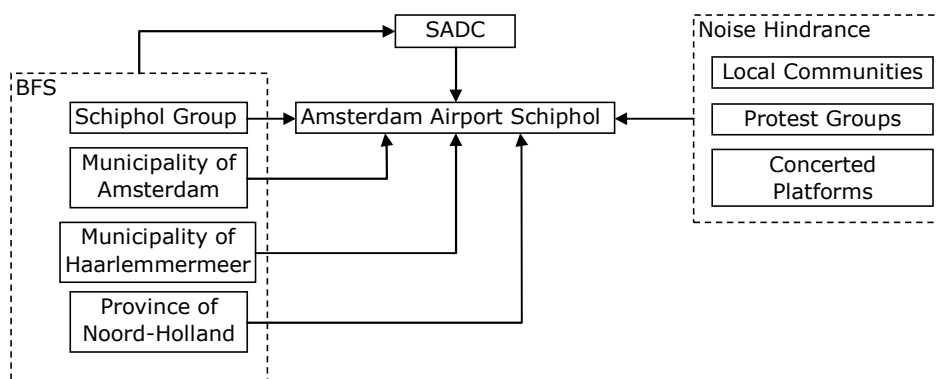 SADC
Noise Hindrance
Local Communities
Protest Groups
Concerted
Platforms
BFS
Schiphol Group
Amsterdam Airport Schiphol
Municipality of
Amsterdam
Municipality of
Haarlemmermeer
Province of
Noord-Holland